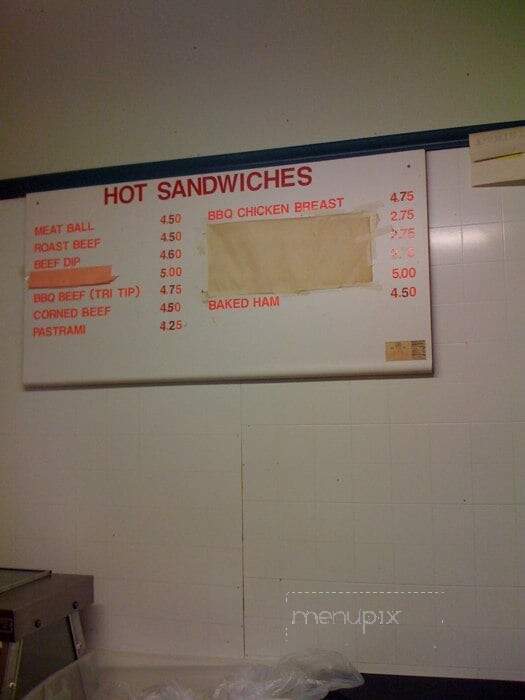 HOT SANDWICHES
MEAT BALL 4.50
ROAST BEEF 4.50
BEEF DIP 4.60
5.00
BBQ BEEF (TRI TIP) 4.75
CORNED BEEF 4.50
PASTRAMI 4.25
BBQ CHICKEN BREAST 4.75
2.75
2.75
5.00
BAKED HAM 4.50
menupix